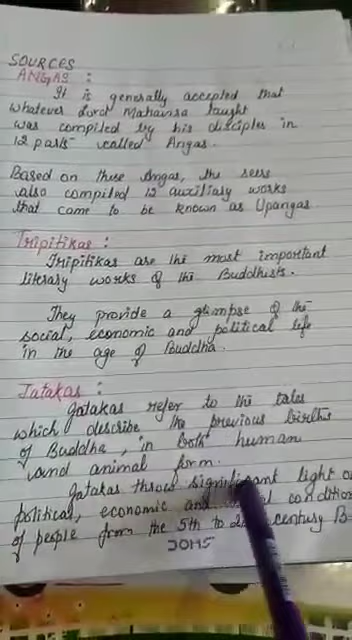 SOURCES
ANGAS :
It is generally accepted that
whatever Lord Mahavira taught
was compiled by his disciples in
12 parts called Angas.
Based on these Angas, the
also compiled 12 auxiliary works
that came to be known as Upangas
Tripitikas :
Tripitikas are the most important
literary works of the Buddhists.
They provide a glimpse of the
social, economic and political life
in the age of Buddha.
Jatakas :
Jatakas refer to the tales
which describe the previous births
of Buddha, in both human
and animal form.
Jatakas throw significant light
political, economic and condition
of people from the 5th to century B